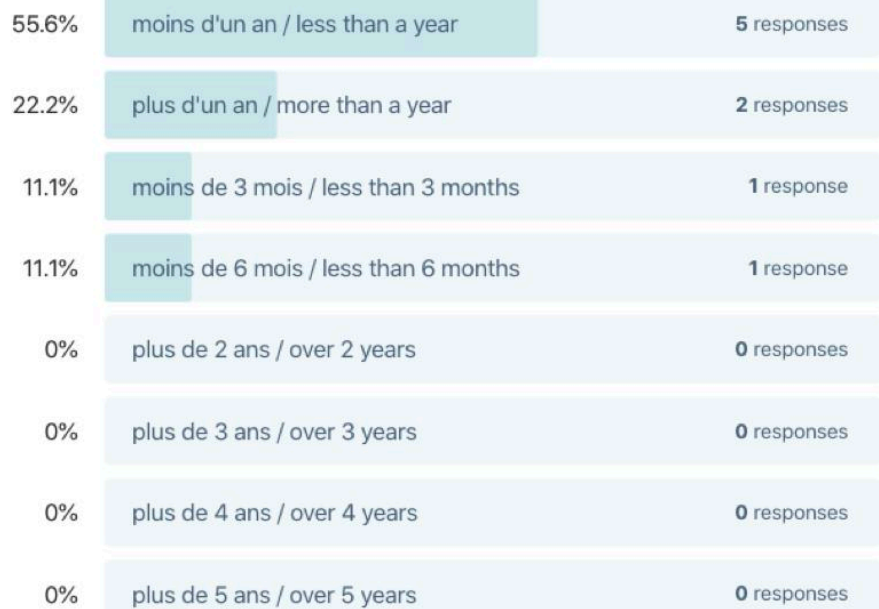 55.6% moins d'un an / less than a year 5 responses
22.2% plus d'un an / more than a year 2 responses
11.1% moins de 3 mois / less than 3 months 1 response
11.1% moins de 6 mois / less than 6 months 1 response
0% plus de 2 ans / over 2 years 0 responses
0% plus de 3 ans / over 3 years 0 responses
0% plus de 4 ans / over 4 years 0 responses
0% plus de 5 ans / over 5 years 0 responses